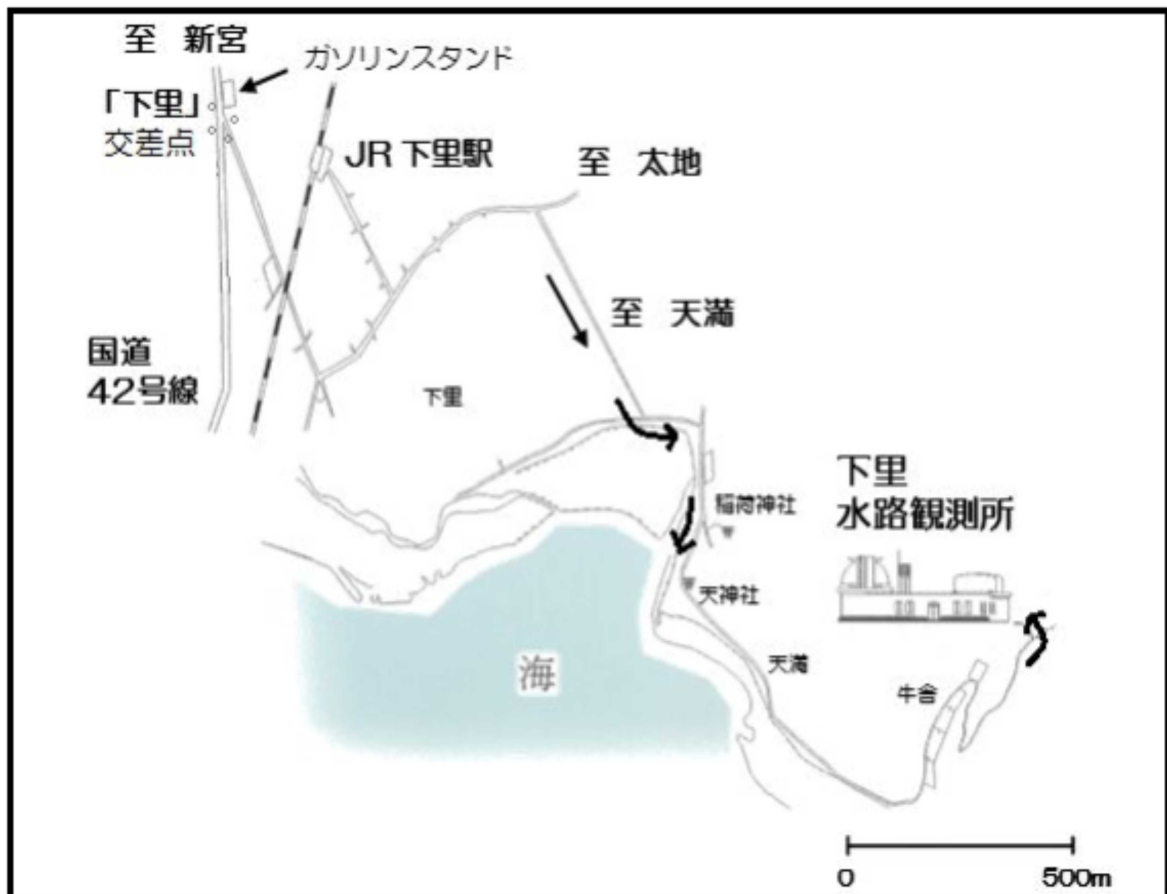 至 新宮
ガソリンスタンド
「下里」
交差点
JR 下里駅
至 太地
至 天満
国道
42号線
下里
下里
水路観測所
稲荷神社
天神社
海
天満
牛舎
0 500m